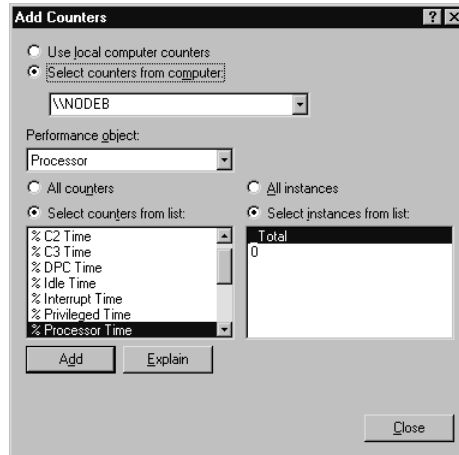 Add Counters
Use local computer counters
Select counters from computer:
\\NODEB
Performance object:
Processor
All counters
All instances
Select counters from list:
Select instances from list:
% C2 Time
% C3 Time
% DPC Time
% Idle Time
% Interrupt Time
% Privileged Time
% Processor Time
_Total
0
Add
Explain
Close